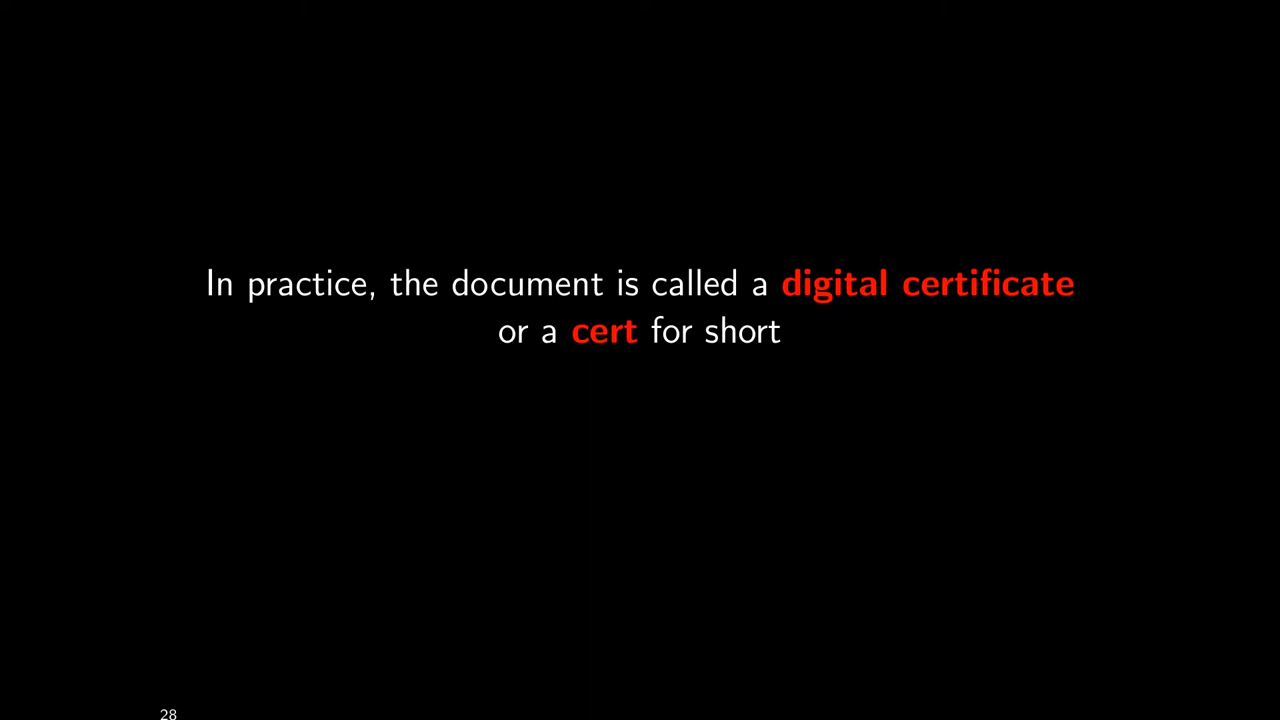 In practice, the document is called a digital certificate
or a cert for short
28